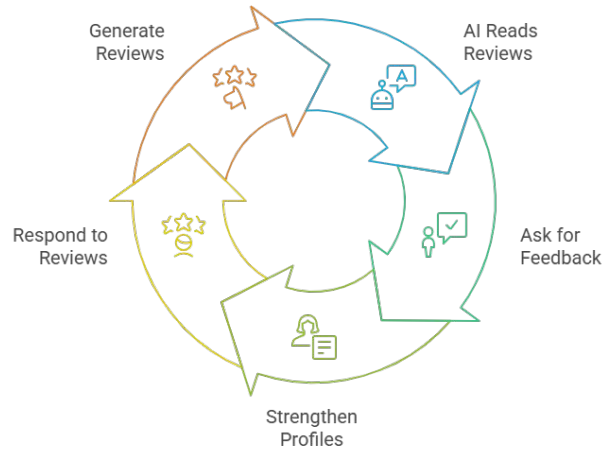 Generate
Reviews
AI Reads
Reviews
A
Ask for
Feedback
Strengthen
Profiles
Respond to
Reviews